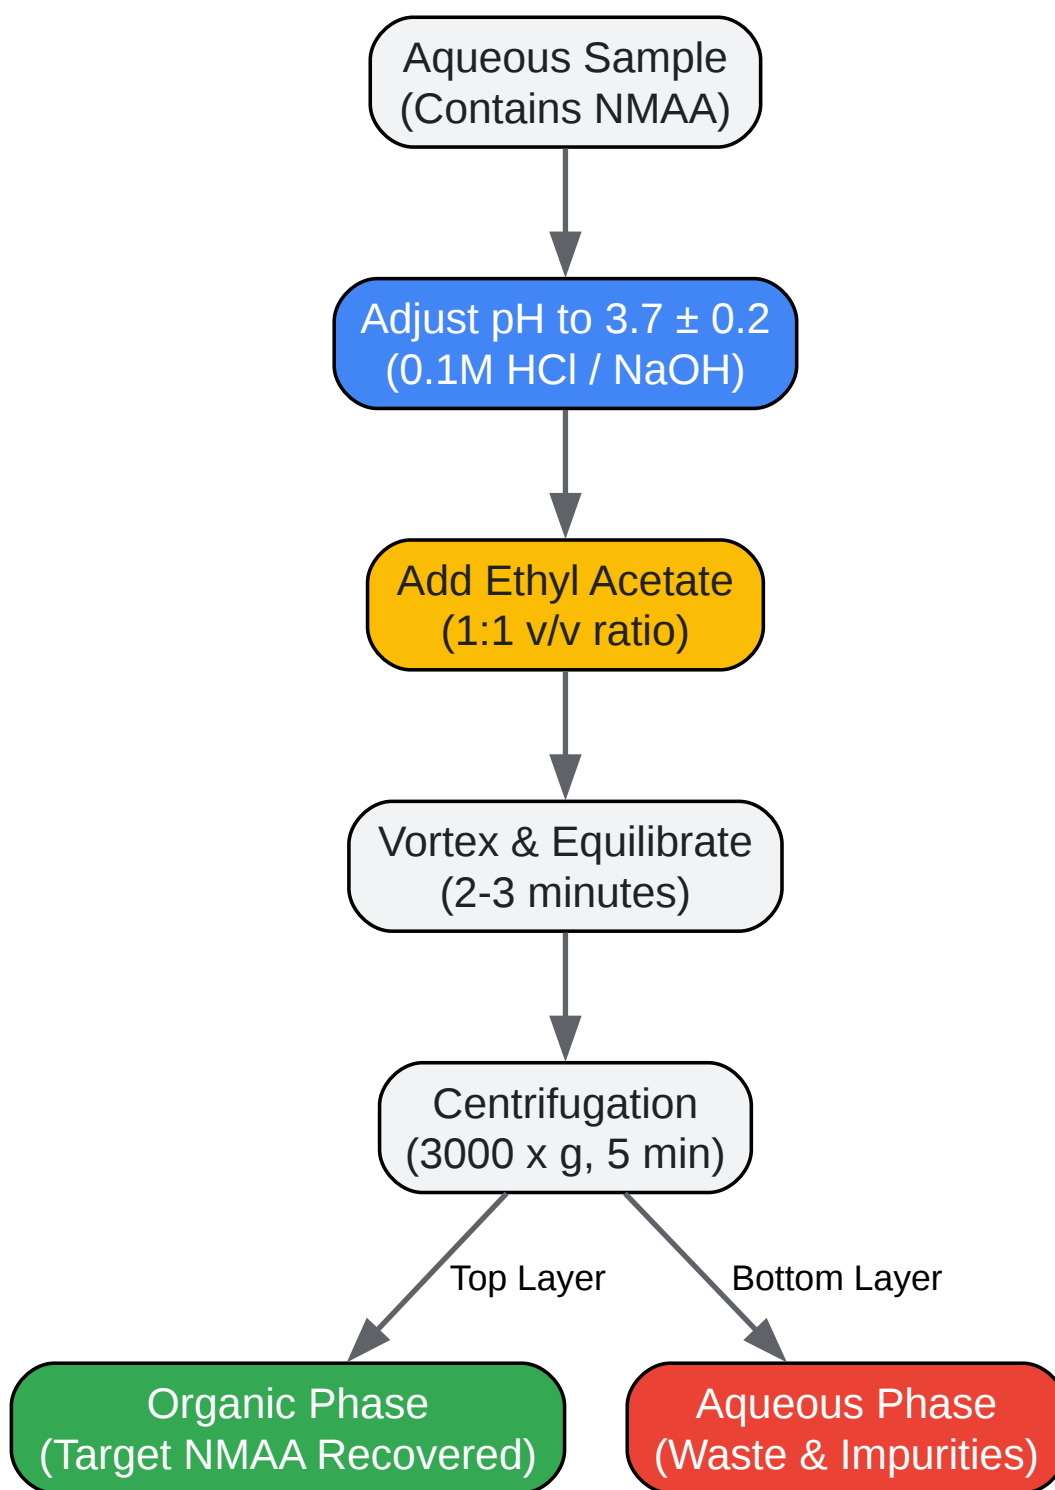 Aqueous Sample
(Contains NMAA)
Adjust pH to 3.7 ± 0.2
(0.1M HCl / NaOH)
Add Ethyl Acetate
(1:1 v/v ratio)
Vortex & Equilibrate
(2-3 minutes)
Centrifugation
(3000 x g, 5 min)
Top Layer
Bottom Layer
Organic Phase
(Target NMAA Recovered)
Aqueous Phase
(Waste & Impurities)